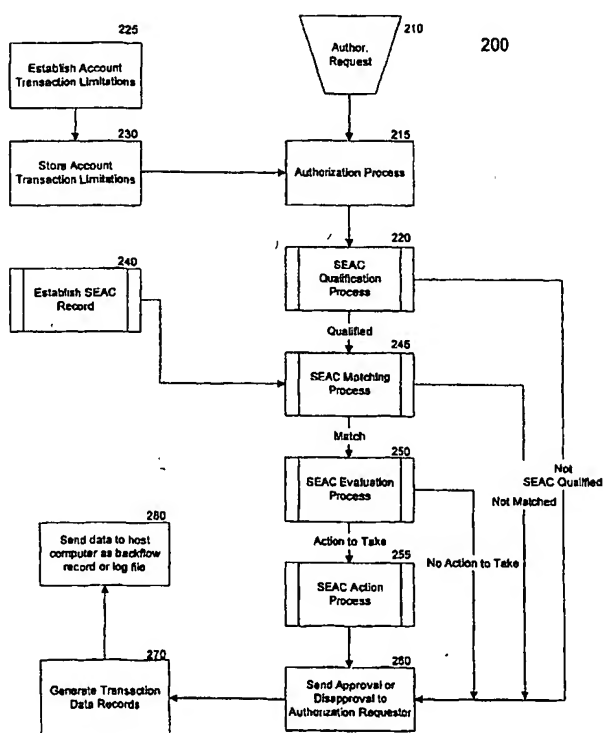 225
Establish Account
Transaction Limitations
210
Author.
Request
200
230
Store Account
Transaction Limitations
215
Authorization Process
220
SEAC
Qualification
Process
240
Establish SEAC
Record
Qualified
245
SEAC Matching
Process
Match
250
SEAC Evaluation
Process
Not
SEAC Qualified
Not Matched
280
Send data to host
computer as backflow
record or log file
Action to Take
No Action to Take
255
SEAC Action
Process
270
Generate Transaction
Data Records
260
Send Approval or
Disapproval to
Authorization Requestor